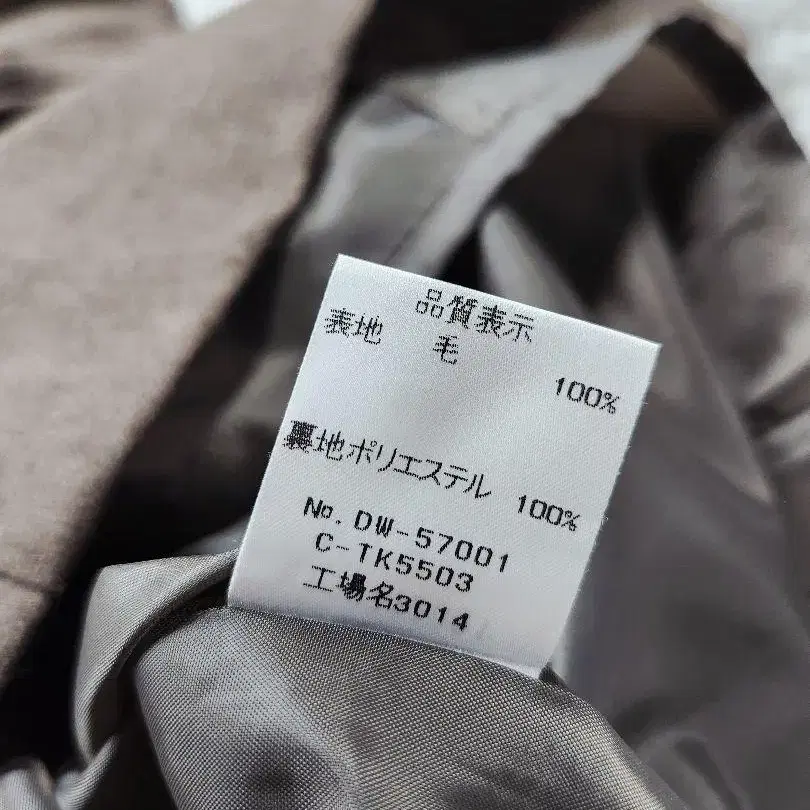 品質表示
表地 毛
100%
裏地ポリエステル 100%
No. DW-57001
C-TK5503
工場名3014